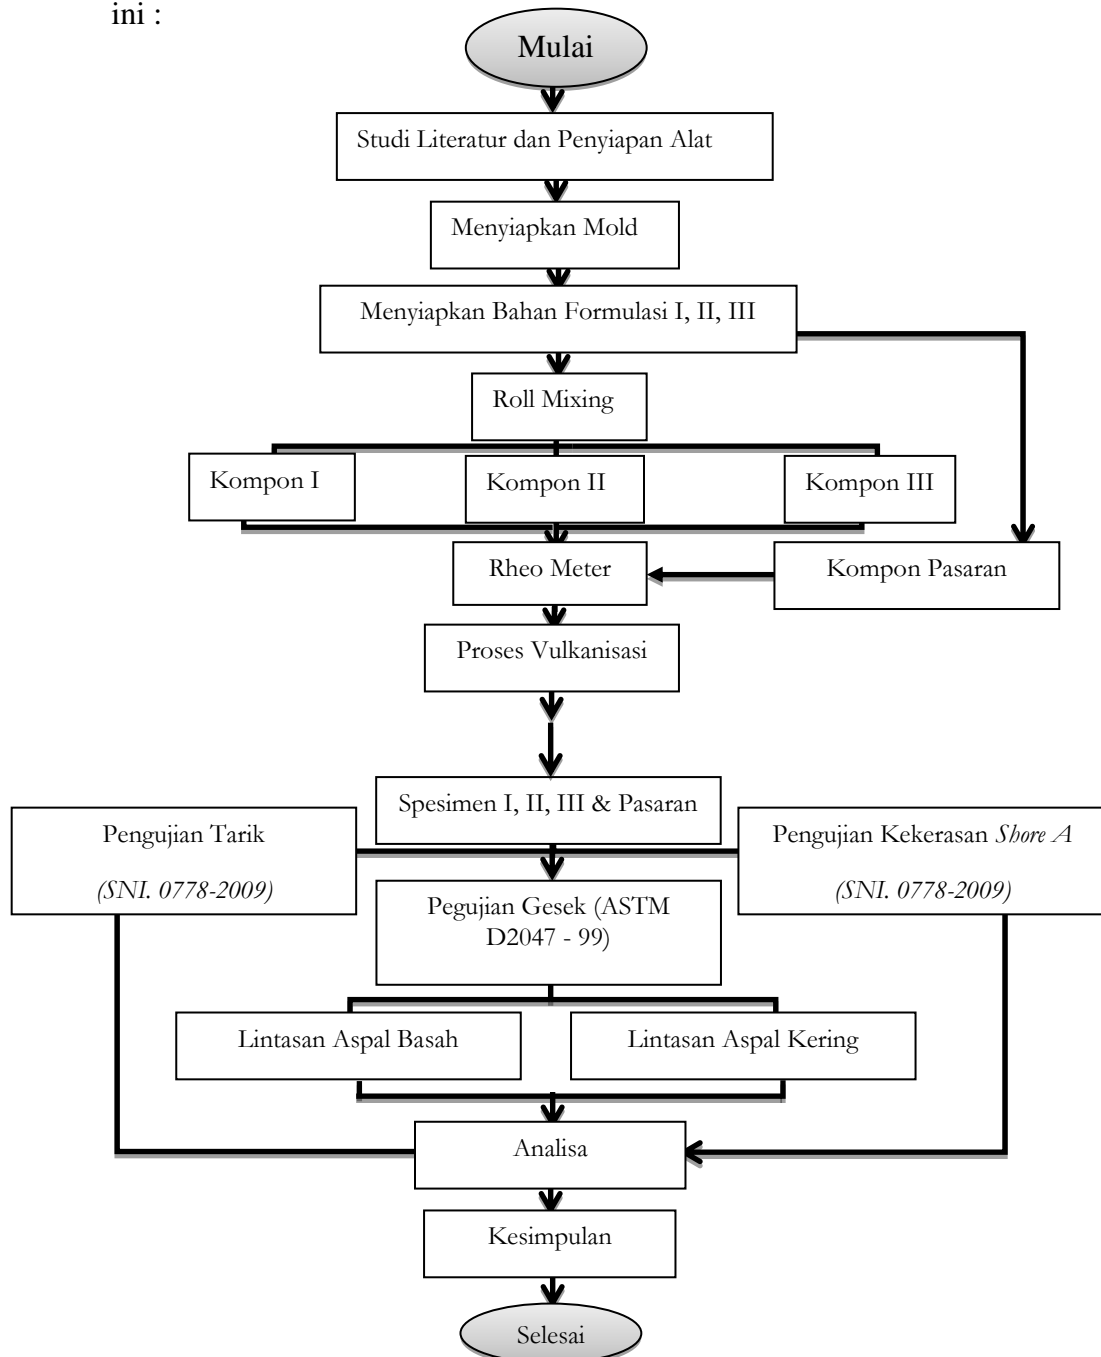 ini :
Mulai
Studi Literatur dan Penyiapan Alat
Menyiapkan Mold
Menyiapkan Bahan Formulasi I, II, III
Roll Mixing
Kompon I
Kompon II
Kompon III
Rheo Meter
Kompon Pasaran
Proses Vulkanisasi
Spesimen I, II, III & Pasaran
Pengujian Tarik
(SNI. 0778-2009)
Pengujian Kekerasan Shore A
(SNI. 0778-2009)
Pegujian Gesek (ASTM
D2047 - 99)
Lintasan Aspal Basah
Lintasan Aspal Kering
Analisa
Kesimpulan
Selesai